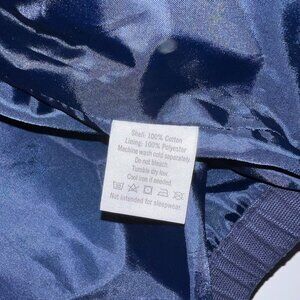 Shell: 100% Cotton
Lining: 100% Polyester
Machine wash cold separately.
Do not bleach.
Tumble dry low.
Cool iron if needed.
Not intended for sleepwear.